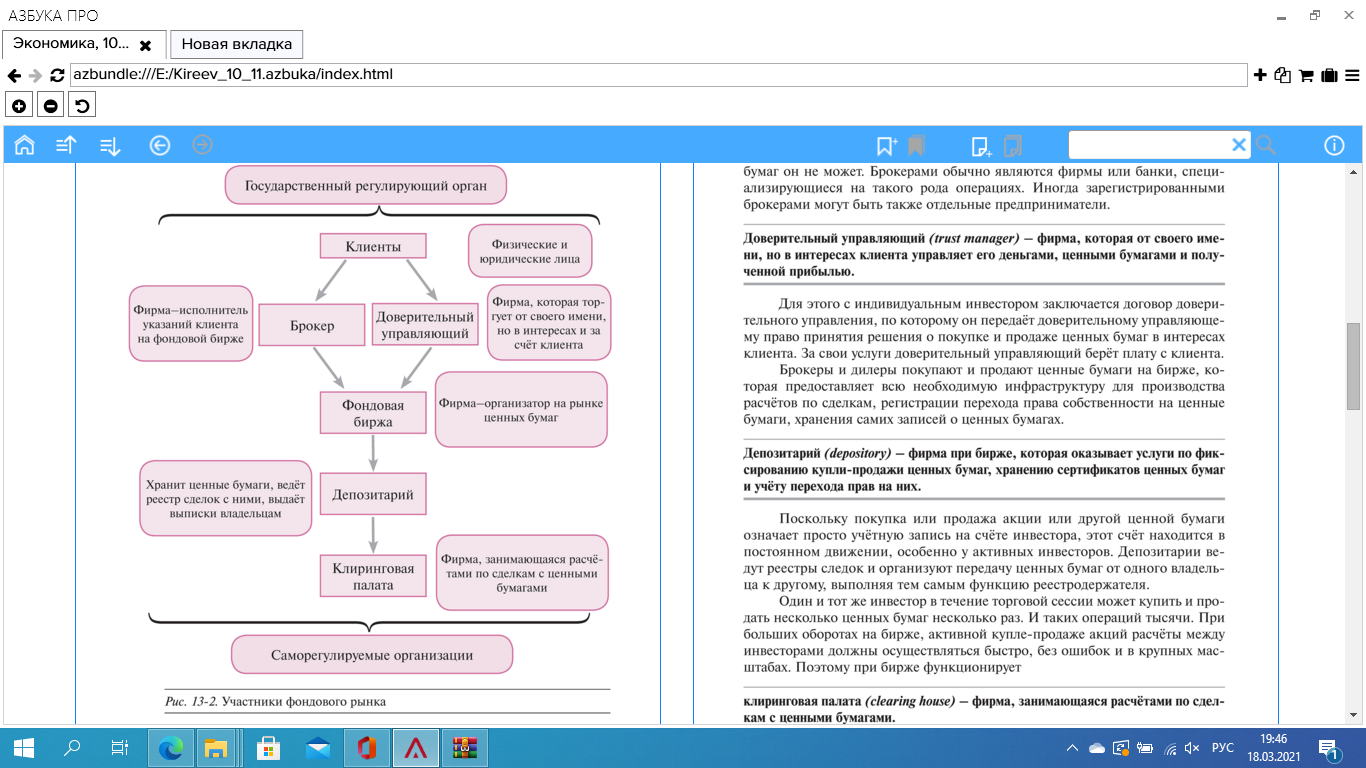 АЗБУКА ПРО
Экономика, 10...
Новая вкладка
azbundle:///E:/Kireev_10_11.azbuka/index.html
Государственный регулирующий орган
Клиенты
Физические и
юридические лица
Фирма–исполнитель
указаний клиента
на фондовой бирже
Брокер
Доверительный
управляющий
Фирма, которая тор-
гует от своего имени,
но в интересах и за
счёт клиента
Фондовая
биржа
Фирма–организатор на рынке
ценных бумаг
Хранит ценные бумаги, ведёт
реестр сделок с ними, выдаёт
выписки владельцам
Депозитарий
Клиринговая
палата
Фирма, занимающаяся расчё-
тами по сделкам с ценными
бумагами
Саморегулируемые организации
Рис. 13-2. Участники фондового рынка
бумаг он не может. Брокерами обычно являются фирмы или банки, специ-
ализирующиеся на такого рода операциях. Иногда зарегистрированными
брокерами могут быть также отдельные предприниматели.
Доверительный управляющий (trust manager) – фирма, которая от своего име-
ни, но в интересах клиента управляет его деньгами, ценными бумагами и полу-
ченной прибылью.
Для этого с индивидуальным инвестором заключается договор довери-
тельного управления, по которому он передаёт доверительному управляюще-
му право принятия решения о покупке и продаже ценных бумаг в интересах
клиента. За свои услуги доверительный управляющий берёт плату с клиента.
Брокеры и дилеры покупают и продают ценные бумаги на бирже, ко-
торая предоставляет всю необходимую инфраструктуру для производства
расчётов по сделкам, регистрации перехода права собственности на ценные
бумаги, хранения самих записей о ценных бумагах.
Депозитарий (depository) – фирма при бирже, которая оказывает услуги по фик-
сированию купли-продажи ценных бумаг, хранению сертификатов ценных бумаг
и учёту перехода прав на них.
Поскольку покупка или продажа акции или другой ценной бумаги
означает просто учётную запись на счёте инвестора, этот счёт находится в
постоянном движении, особенно у активных инвесторов. Депозитарии ве-
дут реестры сделок и организуют передачу ценных бумаг от одного владель-
ца к другому, выполняя тем самым функцию реестродержателя.
Один и тот же инвестор в течение торговой сессии может купить и про-
дать несколько ценных бумаг несколько раз. И таких операций тысячи. При
больших оборотах на бирже, активной купле-продаже акций расчёты между
инвесторами должны осуществляться быстро, без ошибок и в крупных мас-
штабах. Поэтому при бирже функционирует
клиринговая палата (clearing house) – фирма, занимающаяся расчётами по сдел-
кам с ценными бумагами.
РУС
19:46
18.03.2021
1